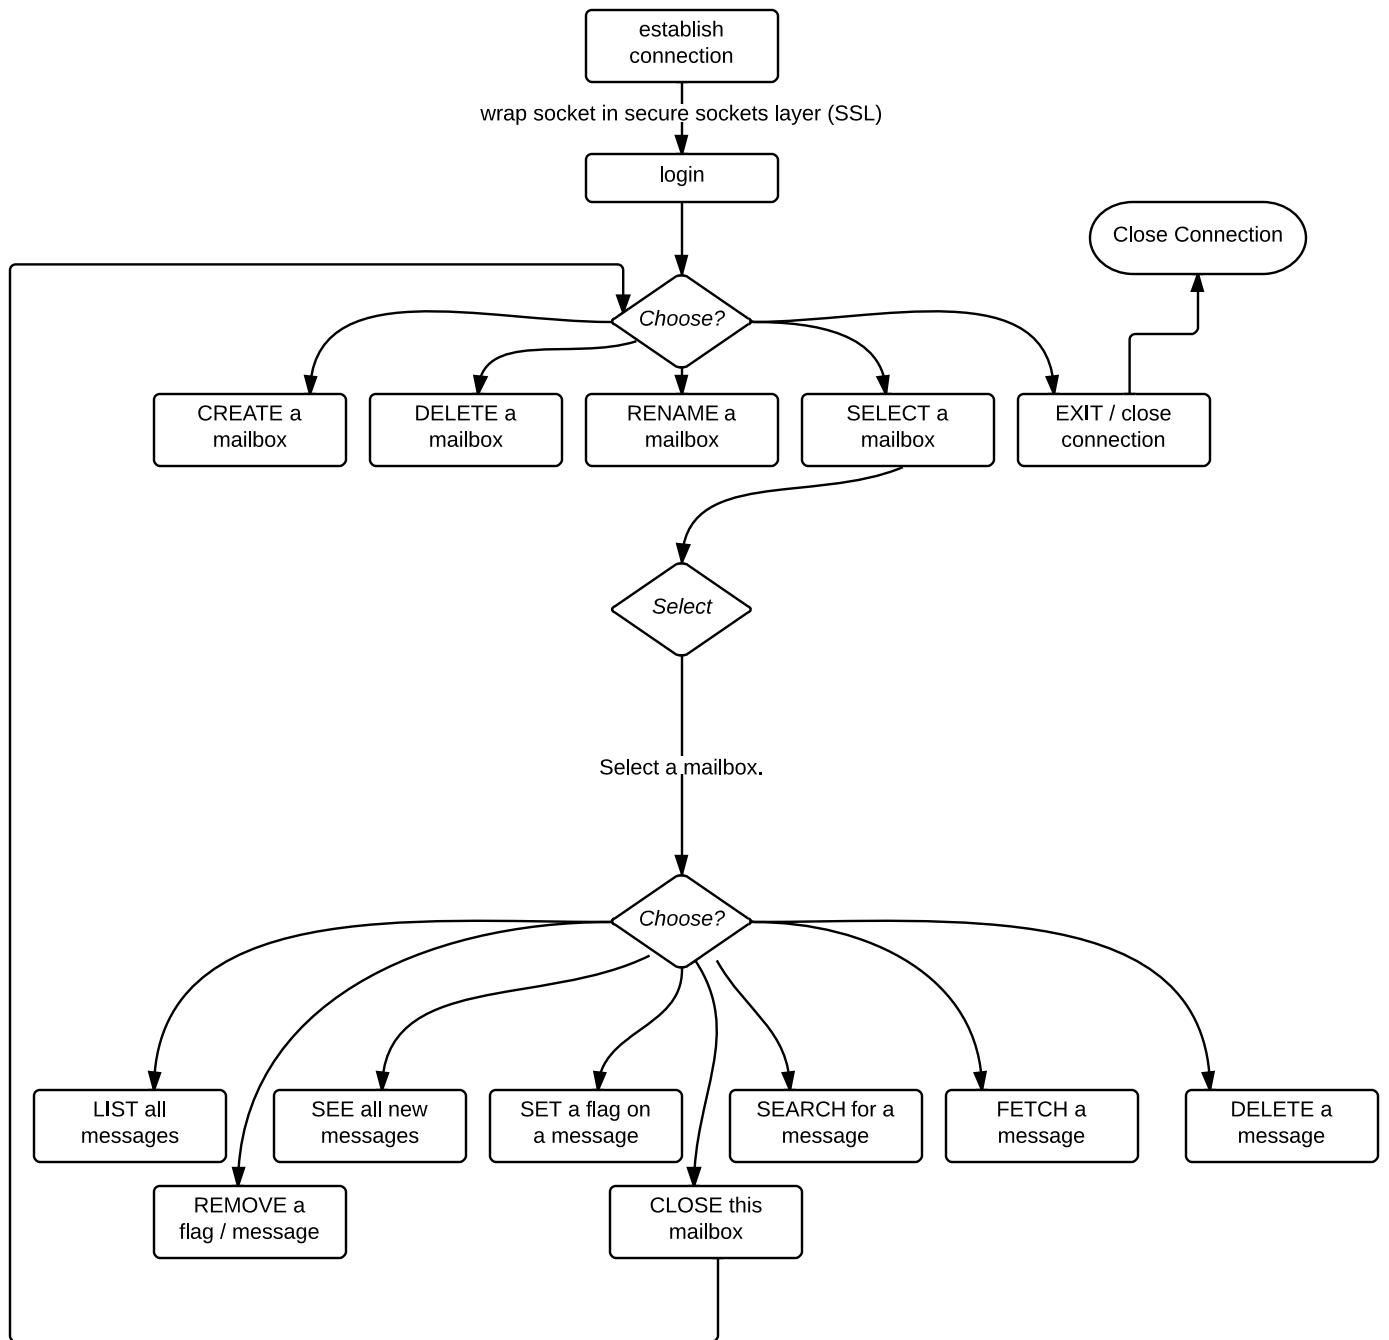 establish
connection
wrap socket in secure sockets layer (SSL)
login
Close Connection
Choose?
CREATE a
mailbox
DELETE a
mailbox
RENAME a
mailbox
SELECT a
mailbox
EXIT / close
connection
Select
Select a mailbox.
Choose?
LIST all
messages
SEE all new
messages
SET a flag on
a message
SEARCH for a
message
FETCH a
message
DELETE a
message
REMOVE a
flag / message
CLOSE this
mailbox